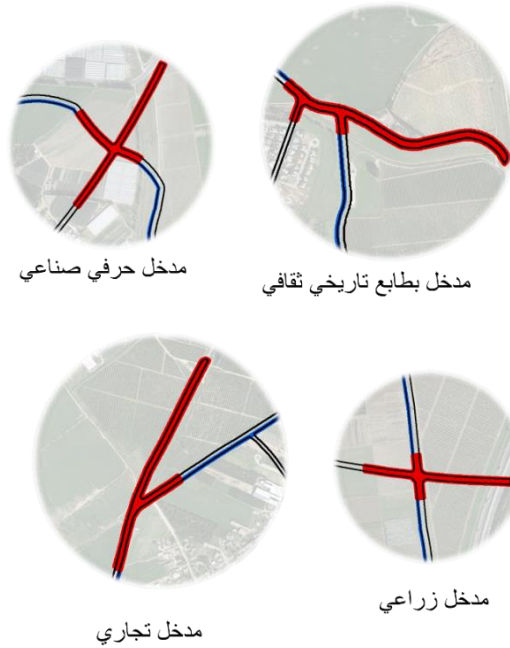 مدخل حرفي صناعي
مدخل بطابع تاريخي ثقافي
مدخل زراعي
مدخل تجاري